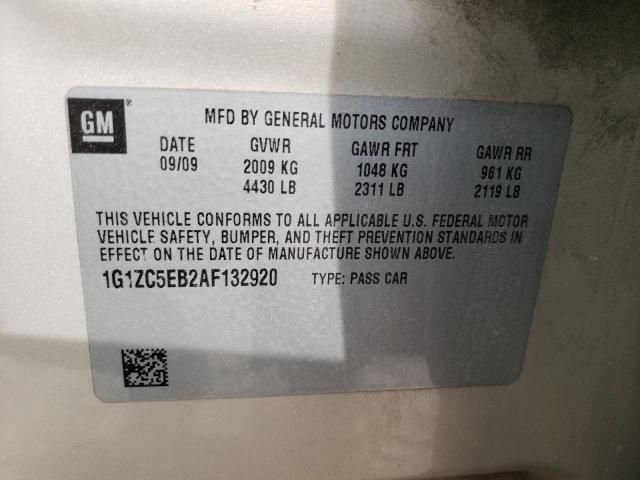 GM ®
MFD BY GENERAL MOTORS COMPANY
DATE GVWR GAWR FRT GAWR RR
09/09 2009 KG 1048 KG 961 KG
4430 LB 2311 LB 2119 LB
THIS VEHICLE CONFORMS TO ALL APPLICABLE U.S. FEDERAL MOTOR
VEHICLE SAFETY, BUMPER, AND THEFT PREVENTION STANDARDS IN
EFFECT ON THE DATE OF MANUFACTURE SHOWN ABOVE.
1G1ZC5EB2AF132920 TYPE: PASS CAR